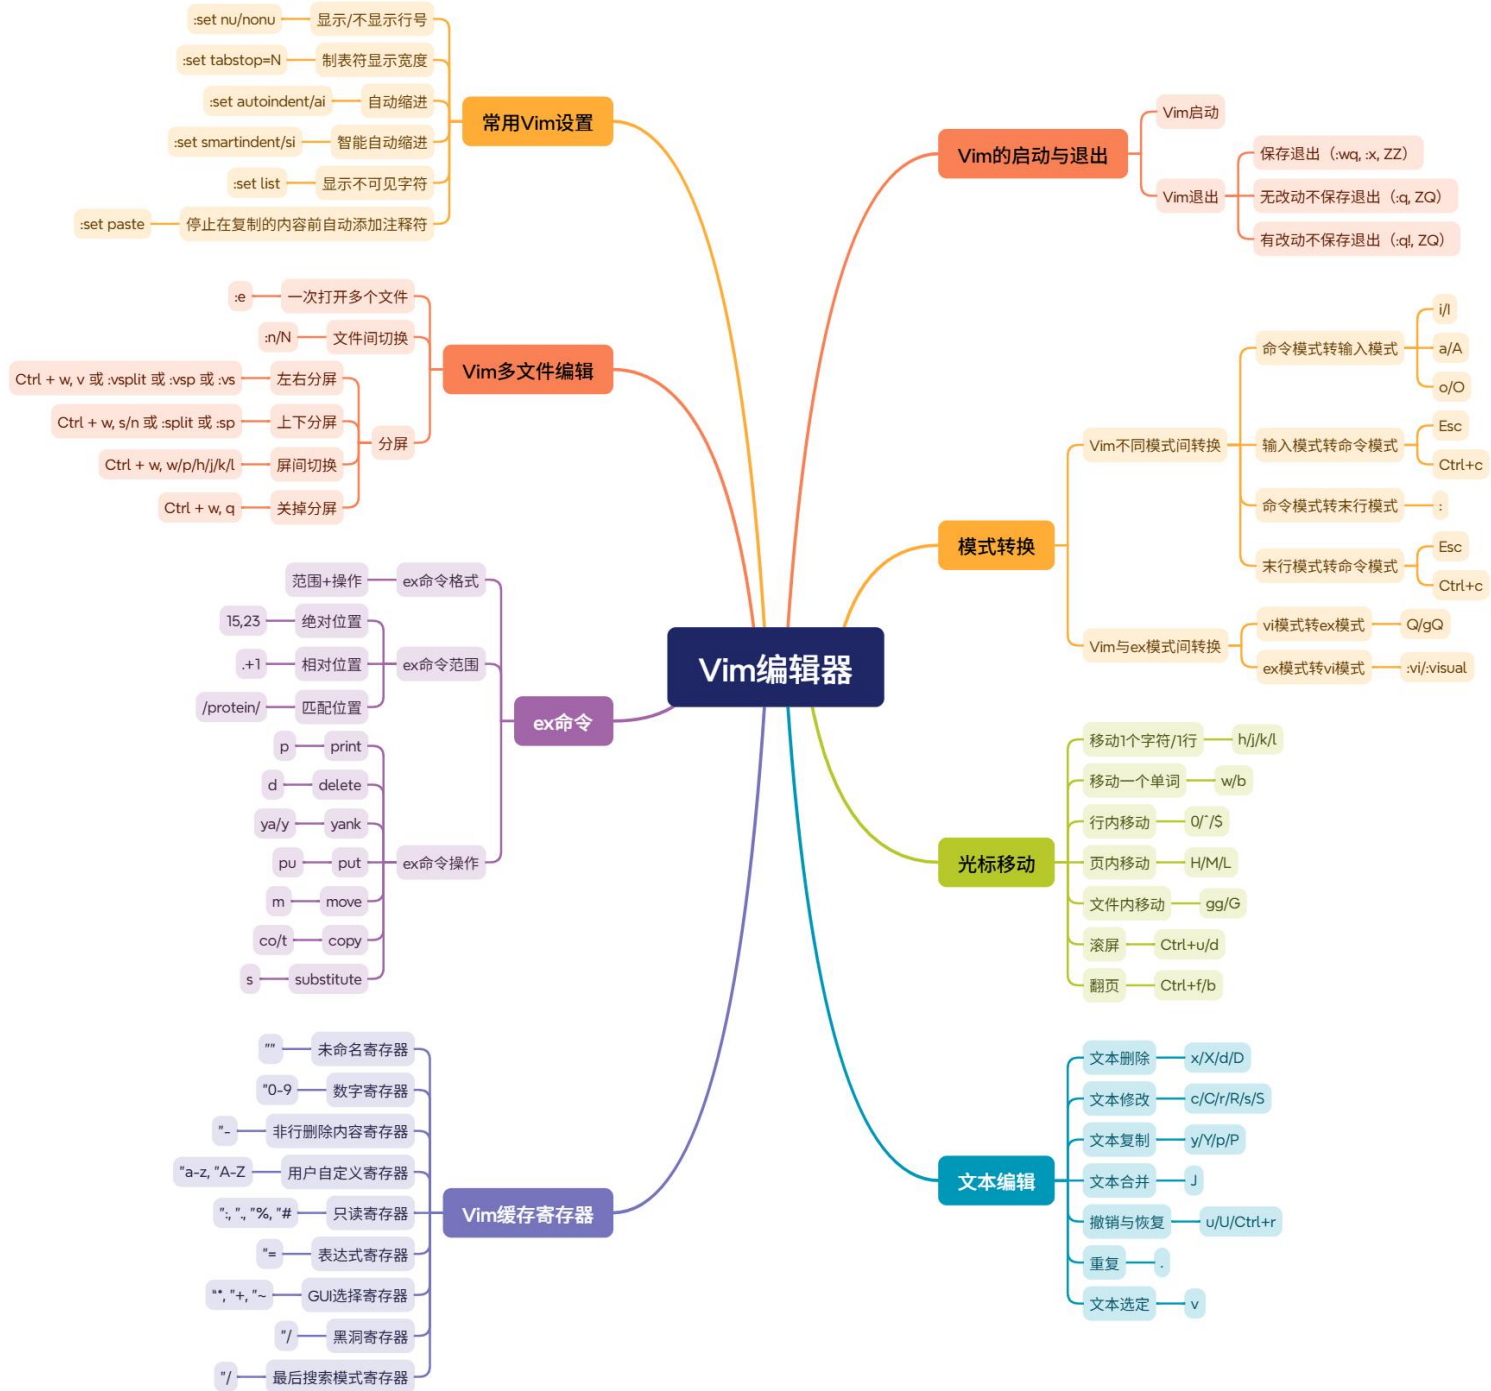 Vim编辑器
常用Vim设置
显示/不显示行号
:set nu/nonu
制表符显示宽度
:set tabstop=N
自动缩进
:set autoindent/ai
智能自动缩进
:set smartindent/si
显示不可见字符
:set list
停止在复制的内容前自动添加注释符
:set paste
Vim多文件编辑
一次打开多个文件
:e
文件间切换
:n/N
分屏
左右分屏
Ctrl + w, v 或 :vsplit 或 :vsp 或 :vs
上下分屏
Ctrl + w, s/n 或 :split 或 :sp
屏间切换
Ctrl + w, w/p/h/j/k/l
关掉分屏
Ctrl + w, q
ex命令
ex命令格式
范围+操作
ex命令范围
绝对位置
15,23
相对位置
.+1
匹配位置
/protein/
ex命令操作
print
p
delete
d
yank
ya/y
put
pu
move
m
copy
co/t
substitute
s
Vim缓存寄存器
未命名寄存器
""
数字寄存器
"0-9
非行删除内容寄存器
"-
用户自定义寄存器
"a-z, "A-Z
只读寄存器
":, "., "%, "#
表达式寄存器
"=
GUI选择寄存器
"*, "+, "~
黑洞寄存器
"/
最后搜索模式寄存器
"/
Vim的启动与退出
Vim启动
Vim退出
保存退出（:wq, :x, ZZ）
无改动不保存退出（:q, ZQ）
有改动不保存退出（:q!, ZQ）
模式转换
Vim不同模式间转换
命令模式转输入模式
i/I
a/A
o/O
输入模式转命令模式
Esc
Ctrl+c
命令模式转末行模式
:
末行模式转命令模式
Esc
Ctrl+c
Vim与ex模式间转换
vi模式转ex模式
Q/gQ
ex模式转vi模式
:vi/:visual
光标移动
移动1个字符/1行
h/j/k/l
移动一个单词
w/b
行内移动
0/^/$
页内移动
H/M/L
文件内移动
gg/G
滚屏
Ctrl+u/d
翻页
Ctrl+f/b
文本编辑
文本删除
x/X/d/D
文本修改
c/C/r/R/s/S
文本复制
y/Y/p/P
文本合并
J
撤销与恢复
u/U/Ctrl+r
重复
.
文本选定
v